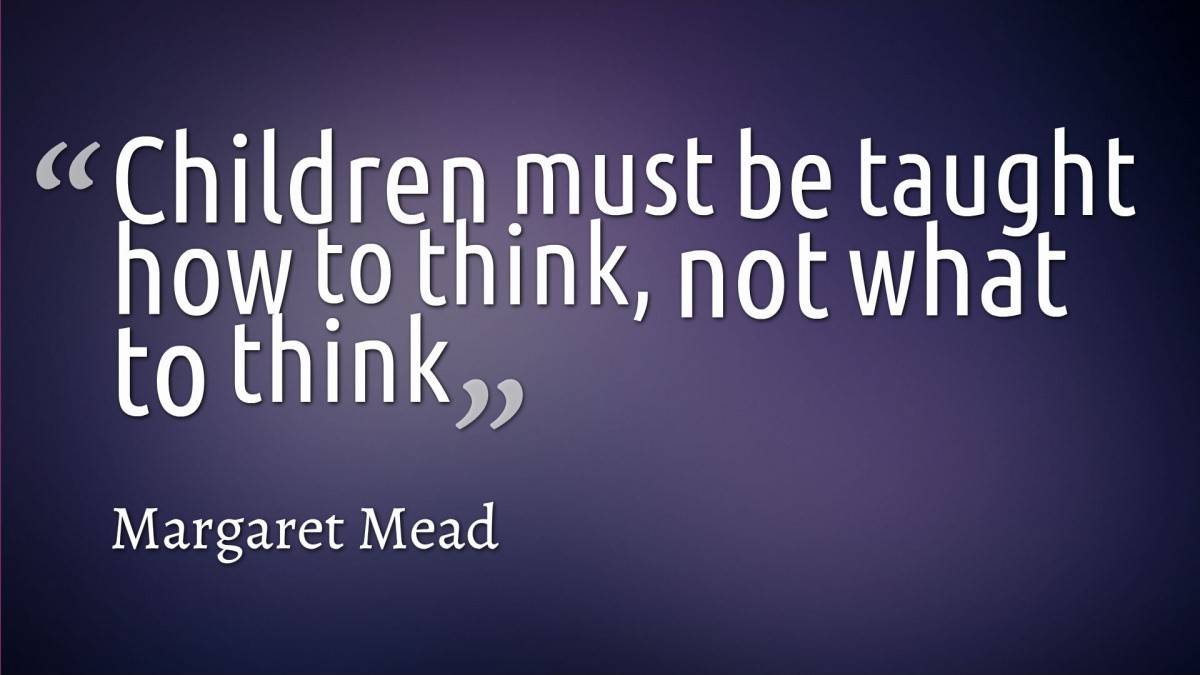 “Children must be taught
how to think, not what
to think”
Margaret Mead